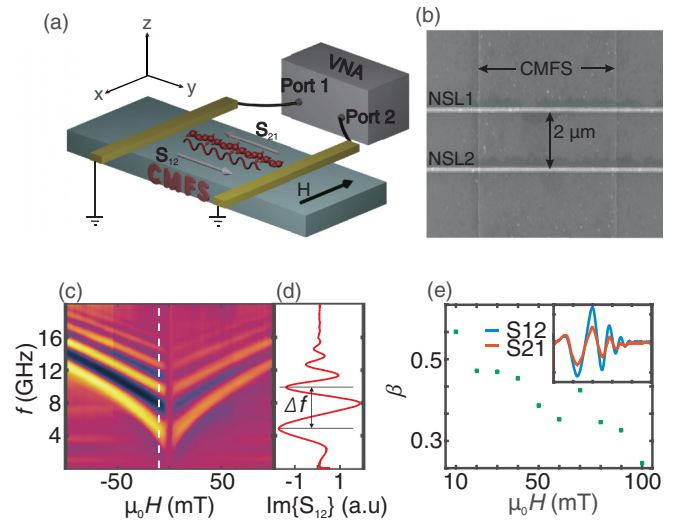 (a)
z
y
x
VNA
Port 1
Port 2
S21
S12
CMFS
H
(b)
CMFS
NSL1
2 μm
NSL2
(c)
f (GHz)
16
12
8
4
-50
50
μ0H (mT)
(d)
Δf
-1
1
Im{S12} (a.u)
(e)
S12
S21
β
0.5
0.3
10
50
100
μ0H (mT)